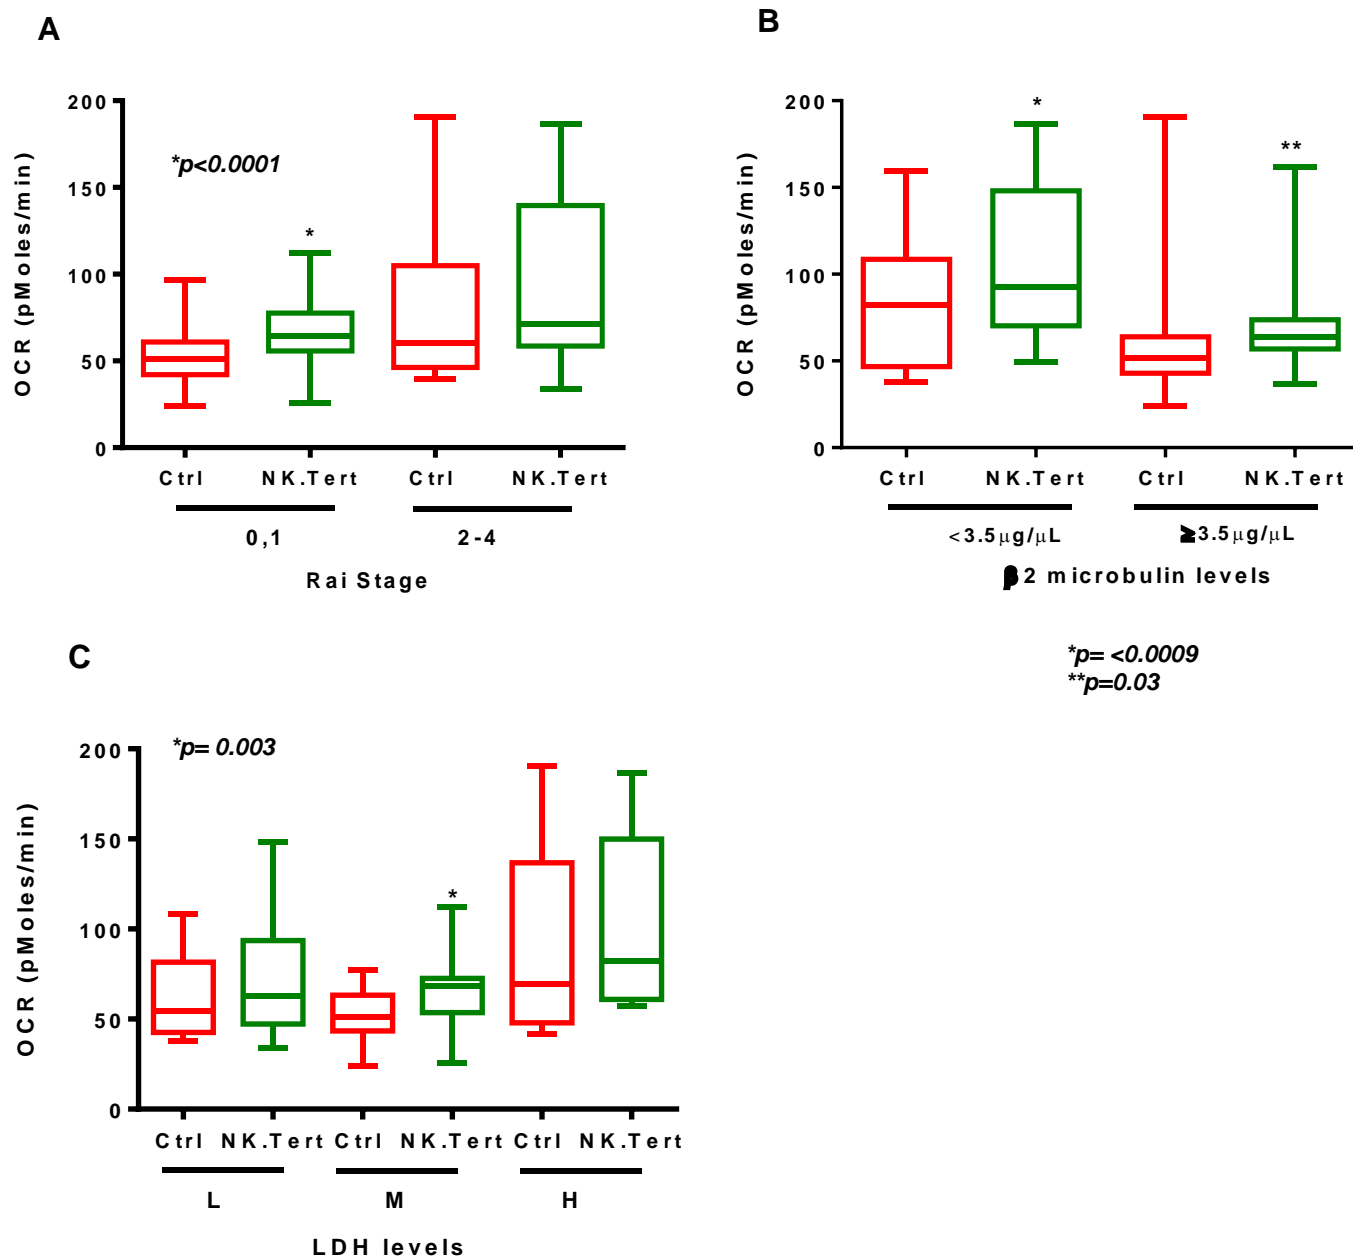 A
OCR (pMoles/min)
200
150
100
50
0
*p<0.0001
*
Ctrl NK.Tert Ctrl NK.Tert
0,1 2-4
Rai Stage
B
OCR (pMoles/min)
200
150
100
50
0
*
**
Ctrl NK.Tert Ctrl NK.Tert
<3.5µg/µL ≥3.5µg/µL
β2 microbulin levels
*p= <0.0009
**p=0.03
C
OCR (pMoles/min)
200
150
100
50
0
*p= 0.003
*
Ctrl NK.Tert Ctrl NK.Tert Ctrl NK.Tert
L M H
LDH levels